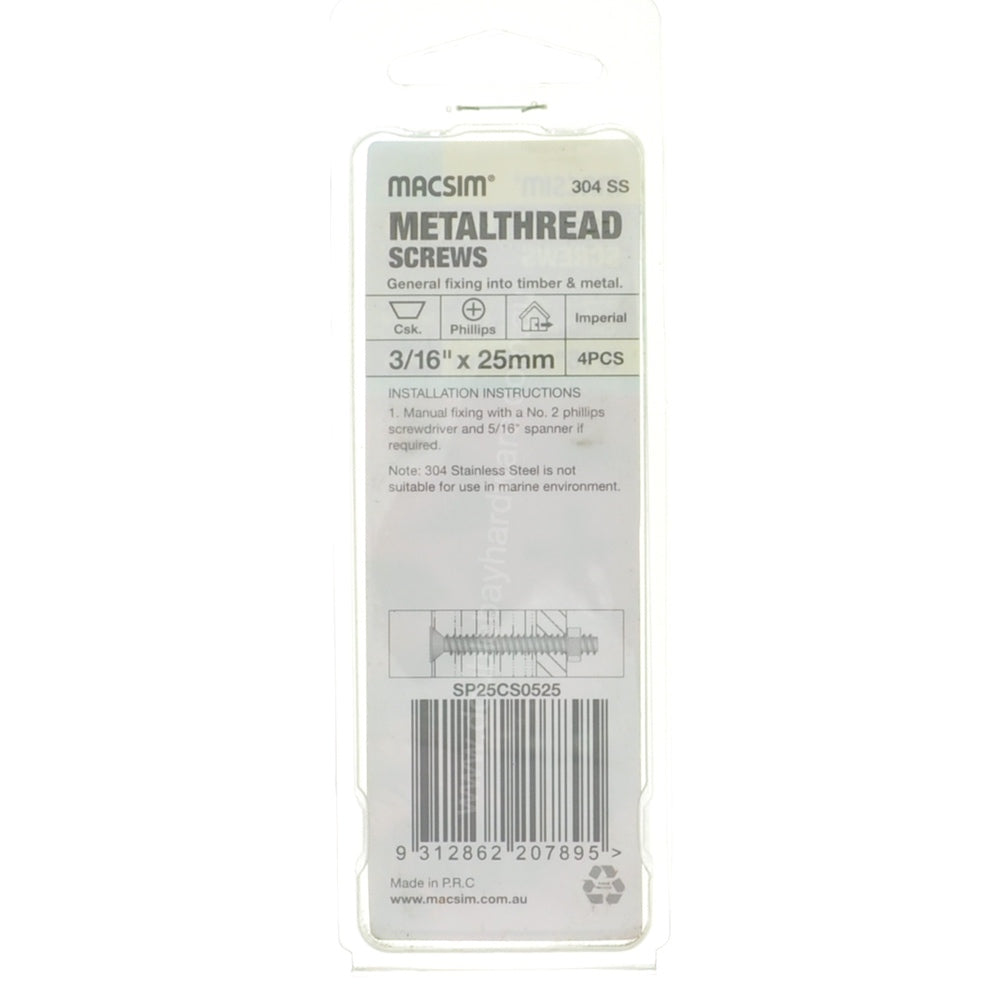 MACSIM® 304 SS
METALTHREAD
SCREWS
General fixing into timber & metal.
Csk. Phillips Imperial
3/16" x 25mm 4PCS
INSTALLATION INSTRUCTIONS
1. Manual fixing with a No. 2 phillips
screwdriver and 5/16" spanner if
required.
Note: 304 Stainless Steel is not
suitable for use in marine environment.
SP25CS0525
9 312862 207895 >
Made in P.R.C
www.macsim.com.au